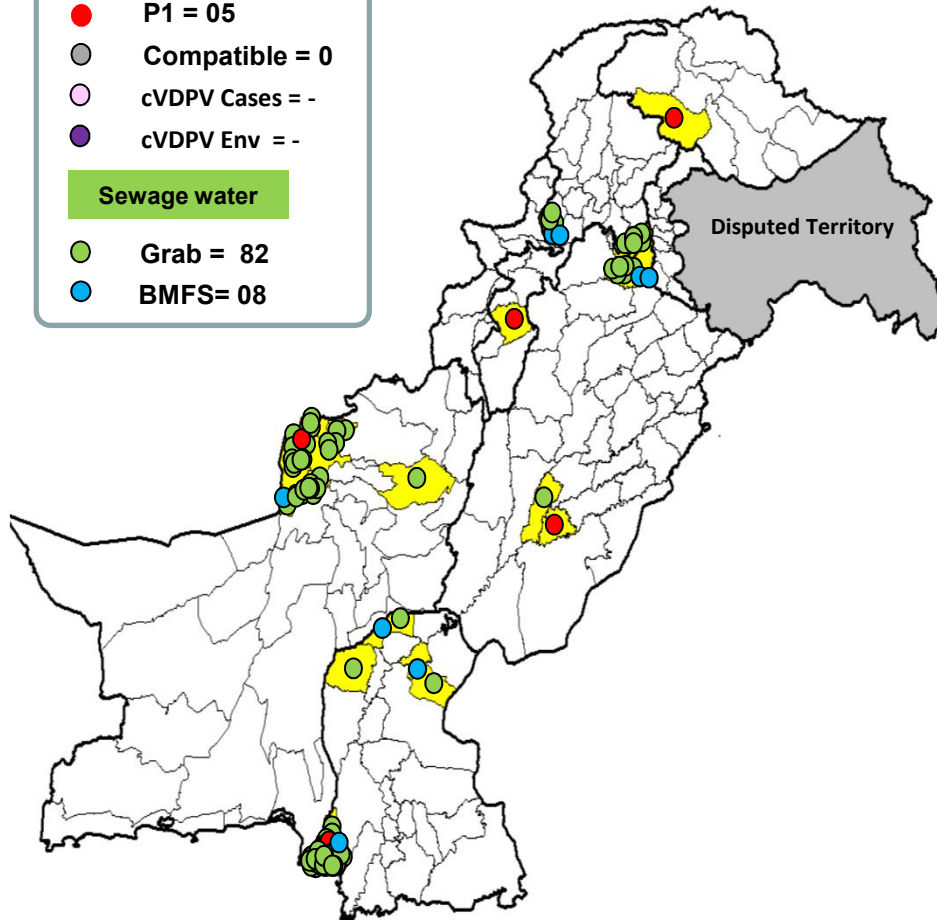 P1 = 05
Compatible = 0
cVDPV Cases = -
cVDPV Env = -
Sewage water
Grab = 82
BMFS= 08
Disputed Territory